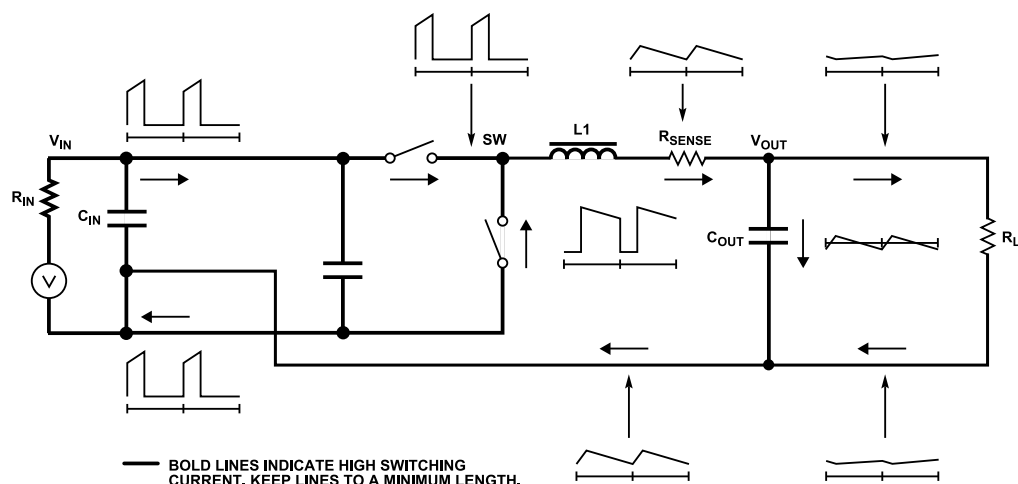 SW
L1
RSENSE
VIN
VOUT
RIN
CIN
COUT
RL
V
BOLD LINES INDICATE HIGH SWITCHING
CURRENT. KEEP LINES TO A MINIMUM LENGTH.